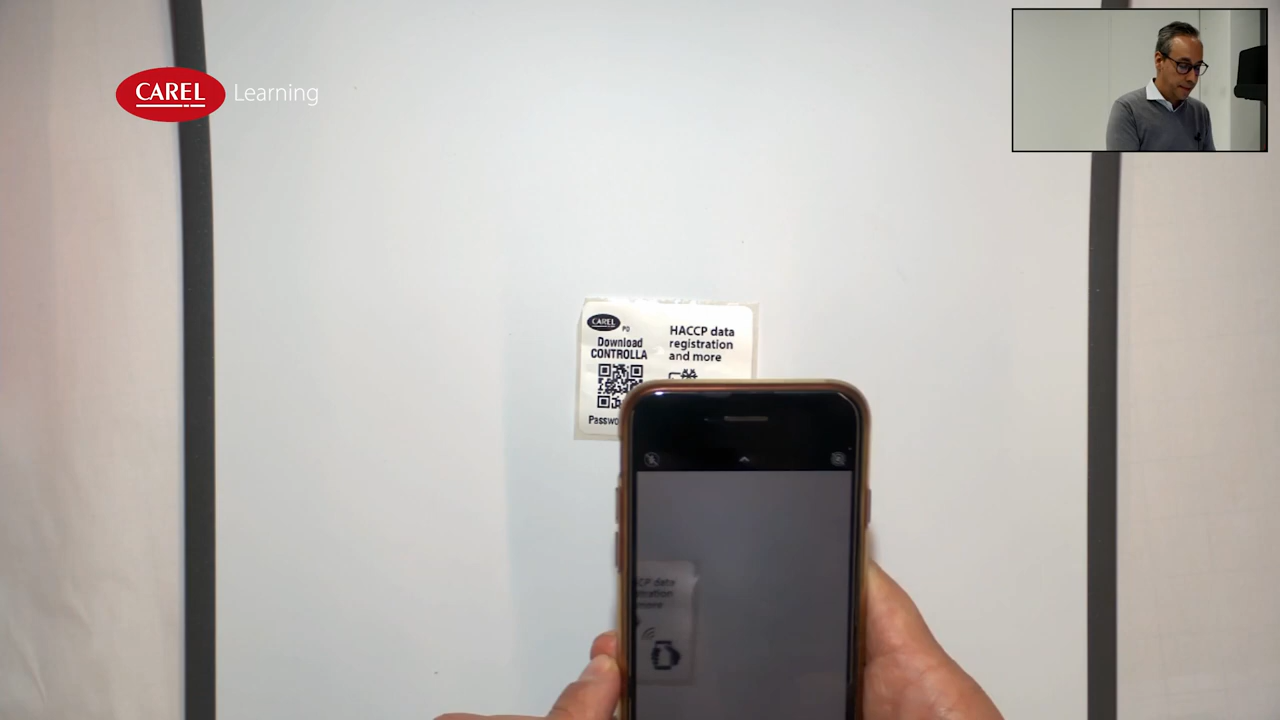 CAREL Learning
CAREL
Download
CONTROLLA
HACCP data
registration
and more